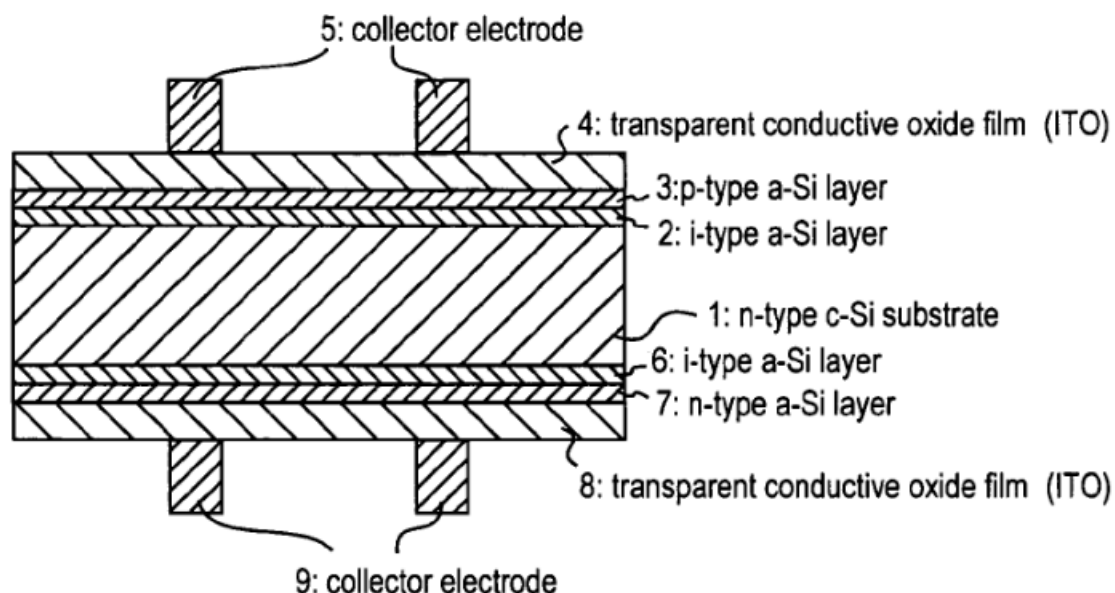 5: collector electrode
4: transparent conductive oxide film (ITO)
3:p-type a-Si layer
2: i-type a-Si layer
1: n-type c-Si substrate
6: i-type a-Si layer
7: n-type a-Si layer
8: transparent conductive oxide film (ITO)
9: collector electrode